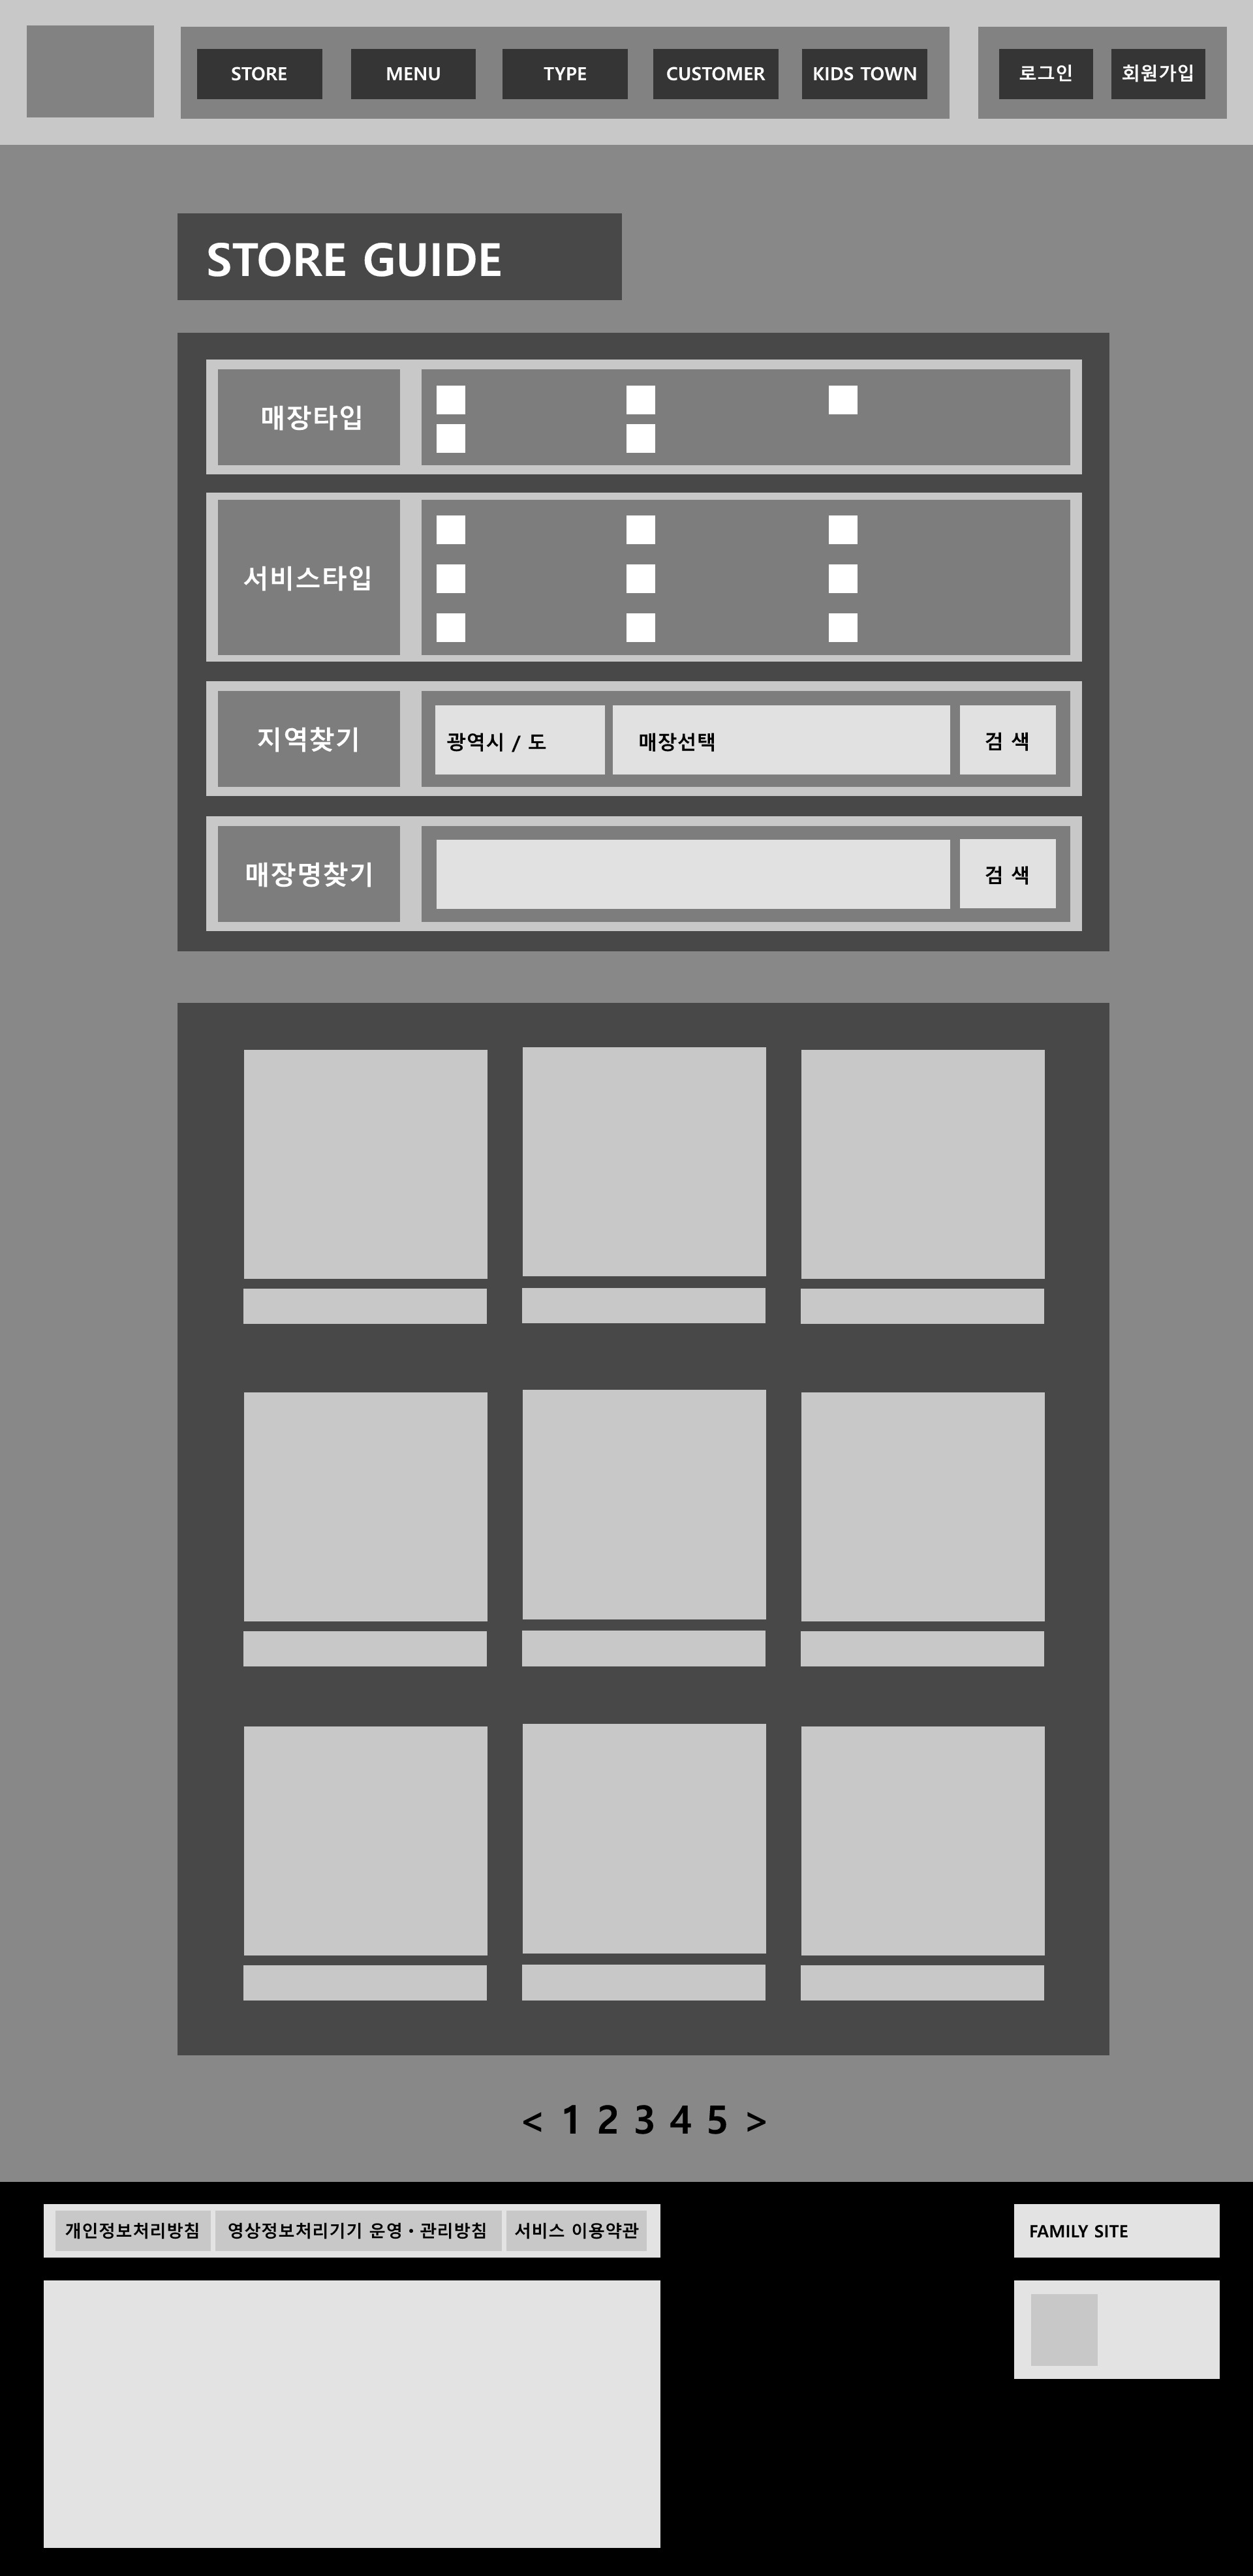 STORE MENU TYPE CUSTOMER KIDS TOWN 로그인 회원가입
STORE GUIDE
매장타입
서비스타입
지역찾기 광역시 / 도 매장선택 검 색
매장명찾기 검 색
< 1 2 3 4 5 >
개인정보처리방침 영상정보처리기기 운영·관리방침 서비스 이용약관 FAMILY SITE